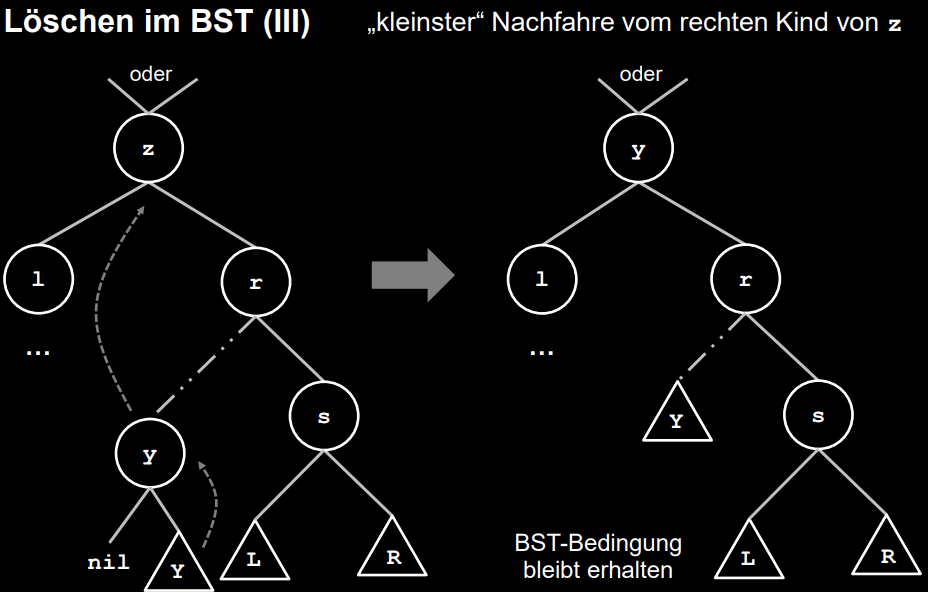 Löschen im BST (III)
„kleinster“ Nachfahre vom rechten Kind von z
oder
z
l
r
...
s
y
nil
Y
L
R
oder
y
l
r
...
Y
s
L
R
BST-Bedingung
bleibt erhalten